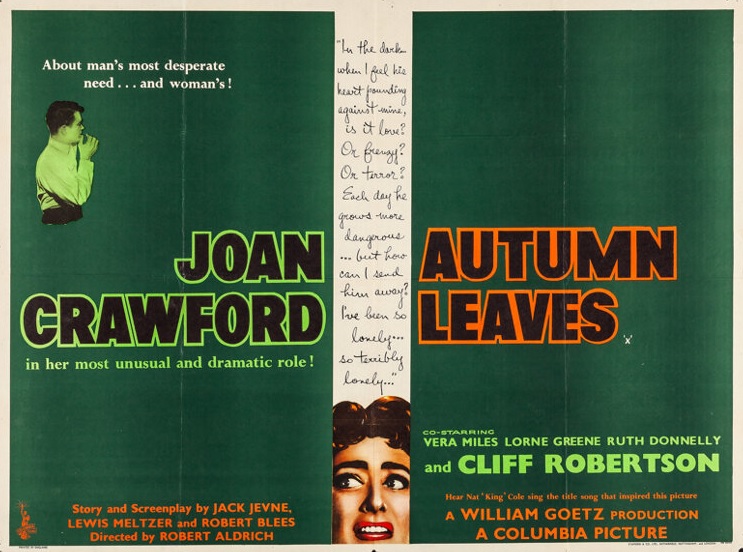 About man's most desperate
need . . . and woman's !
JOAN
CRAWFORD
in her most unusual and dramatic role !
Story and Screenplay by JACK JEVNE,
LEWIS MELTZER and ROBERT BLEES
Directed by ROBERT ALDRICH
PRINTED IN ENGLAND
"In the dark
when I feel his
heart pounding
against mine,
is it love?
Or frenzy?
Or terror?
Each day he
grows more
dangerous
... but how
can I send
him away?
I've been so
lonely...
so terribly
lonely..."
AUTUMN
LEAVES
'X'
CO-STARRING
VERA MILES LORNE GREENE RUTH DONNELLY
and CLIFF ROBERTSON
Hear Nat 'King' Cole sing the title song that inspired this picture
A WILLIAM GOETZ PRODUCTION
A COLUMBIA PICTURE